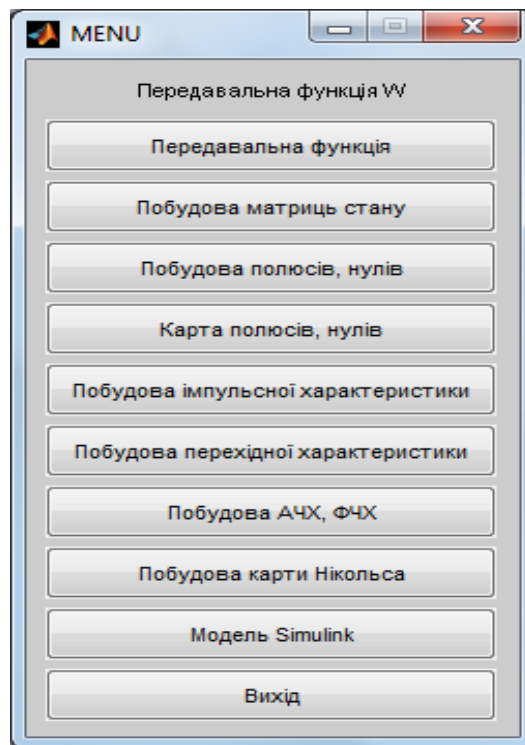 MENU
Передавальна функція W
Передавальна функція
Побудова матриць стану
Побудова полюсів, нулів
Карта полюсів, нулів
Побудова імпульсної характеристики
Побудова перехідної характеристики
Побудова АЧХ, ФЧХ
Побудова карти Нікольса
Модель Simulink
Вихід